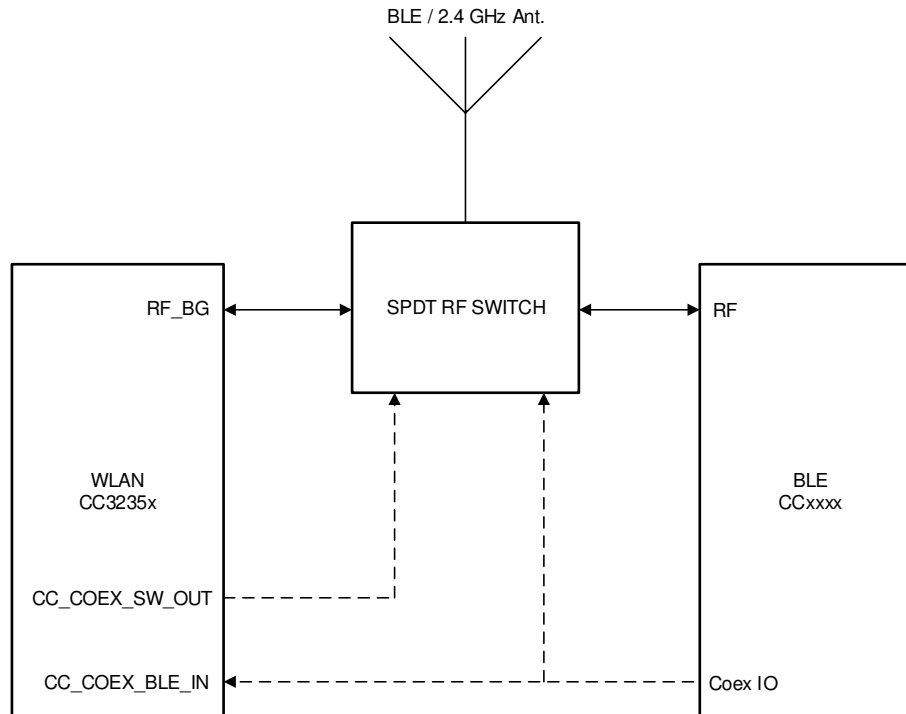 BLE / 2.4 GHz Ant.
RF_BG
SPDT RF SWITCH
RF
WLAN
CC3235x
BLE
CCxxxx
CC_COEX_SW_OUT
CC_COEX_BLE_IN
Coex IO